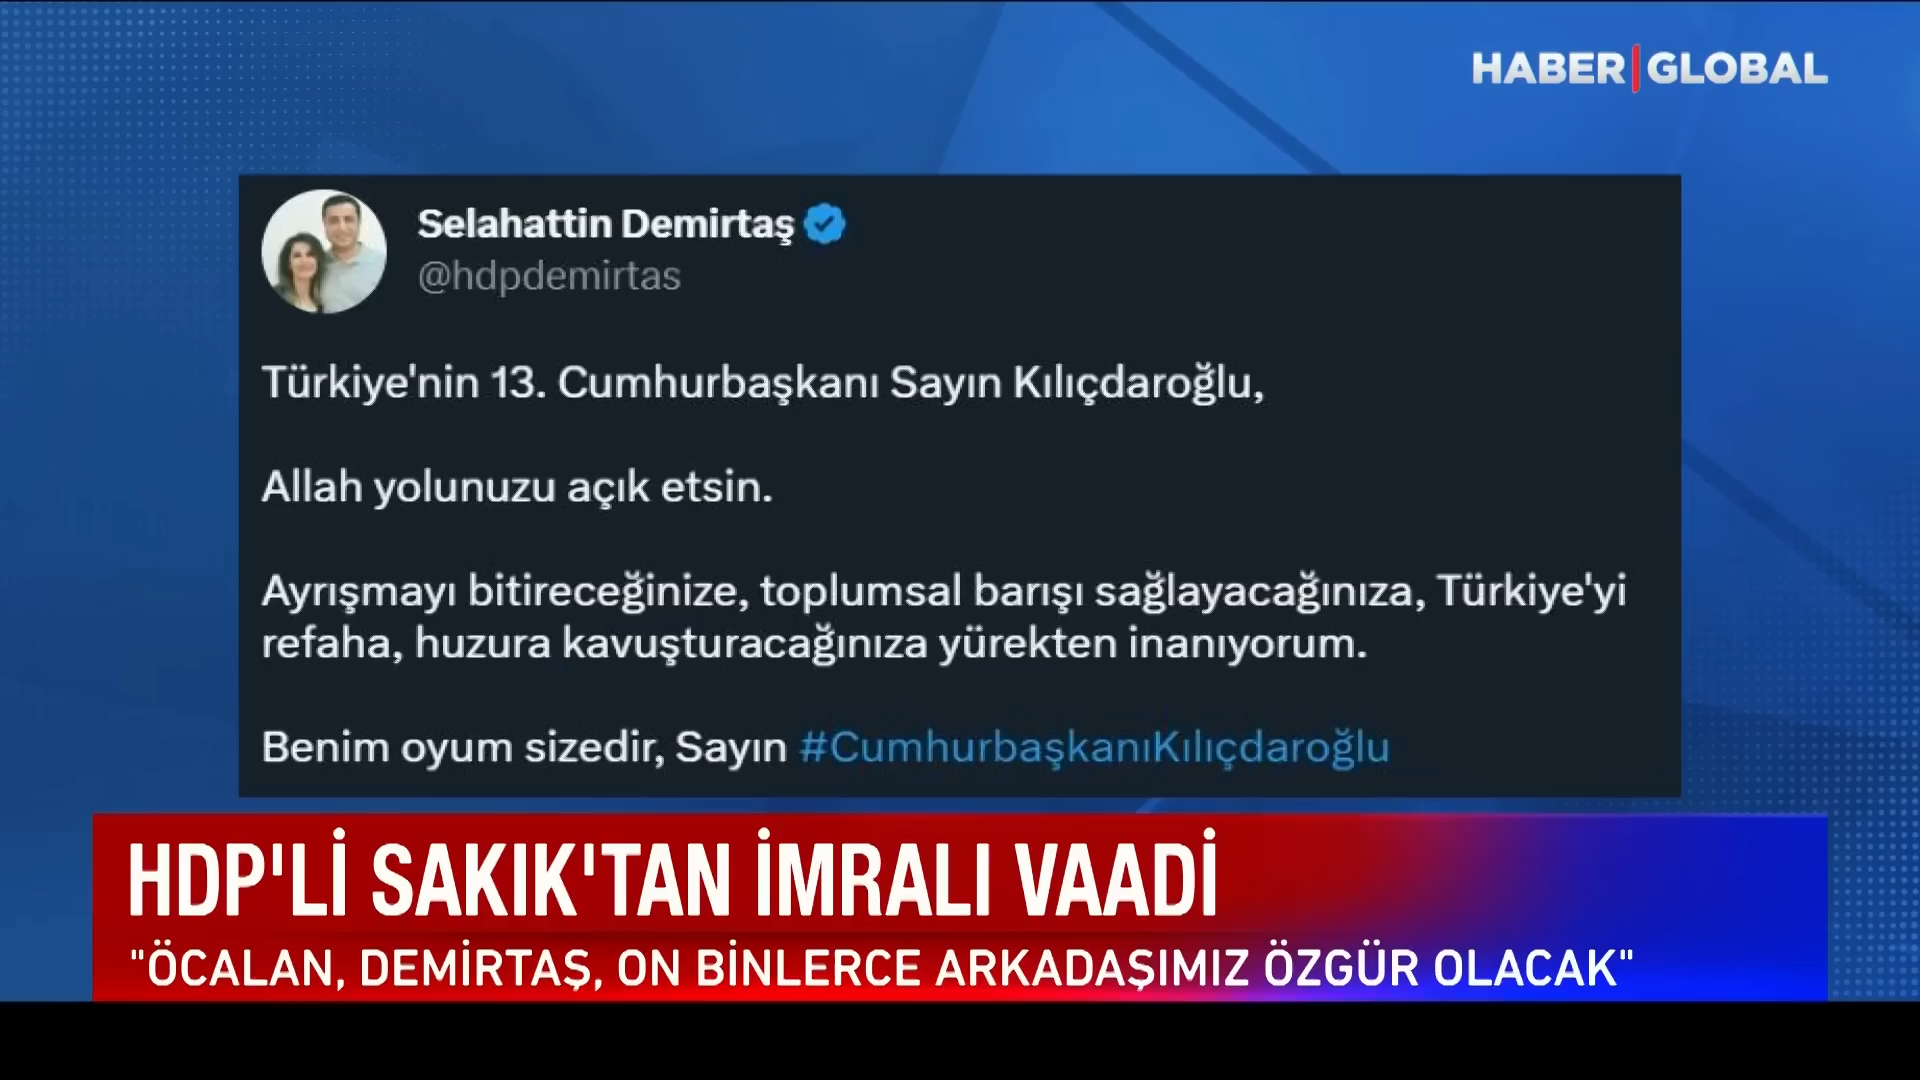 HABER GLOBAL
Selahattin Demirtaş
@hdpdemirtas
Türkiye'nin 13. Cumhurbaşkanı Sayın Kılıçdaroğlu,
Allah yolunuzu açık etsin.
Ayrışmayı bitireceğinize, toplumsal barışı sağlayacağınıza, Türkiye'yi
refaha, huzura kavuşturacağınıza yürekten inanıyorum.
Benim oyum sizedir, Sayın #CumhurbaşkanıKılıçdaroğlu
HDP'Lİ SAKIK'TAN İMRALI VAADİ
"ÖCALAN, DEMİRTAŞ, ON BİNLERCE ARKADAŞIMIZ ÖZGÜR OLACAK"